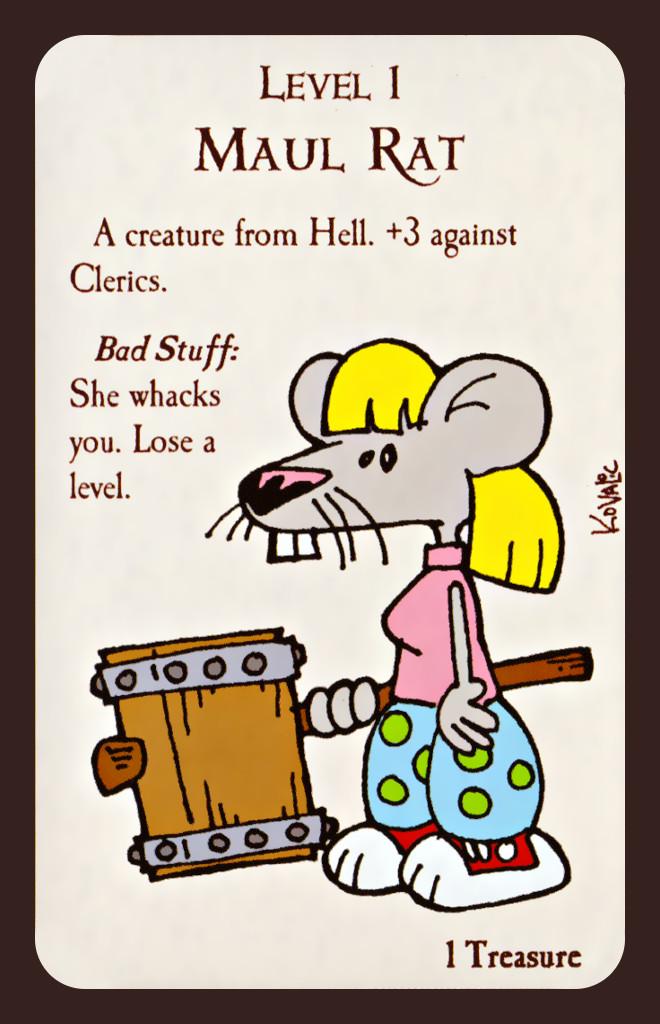 Level 1
Maul Rat
A creature from Hell. +3 against
Clerics.
Bad Stuff:
She whacks
you. Lose a
level.
Kovalic
1 Treasure